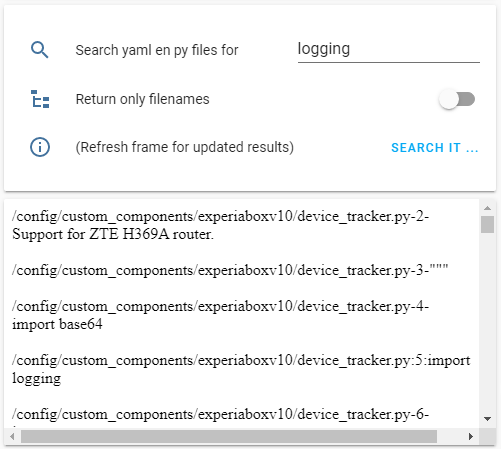 Search yaml en py files for
logging
Return only filenames
(Refresh frame for updated results)
SEARCH IT ...
/config/custom_components/experiaboxv10/device_tracker.py-2-
Support for ZTE H369A router.
/config/custom_components/experiaboxv10/device_tracker.py-3-"""
/config/custom_components/experiaboxv10/device_tracker.py-4-
import base64
/config/custom_components/experiaboxv10/device_tracker.py:5:import
logging
/config/custom_components/experiaboxv10/device_tracker.py-6-